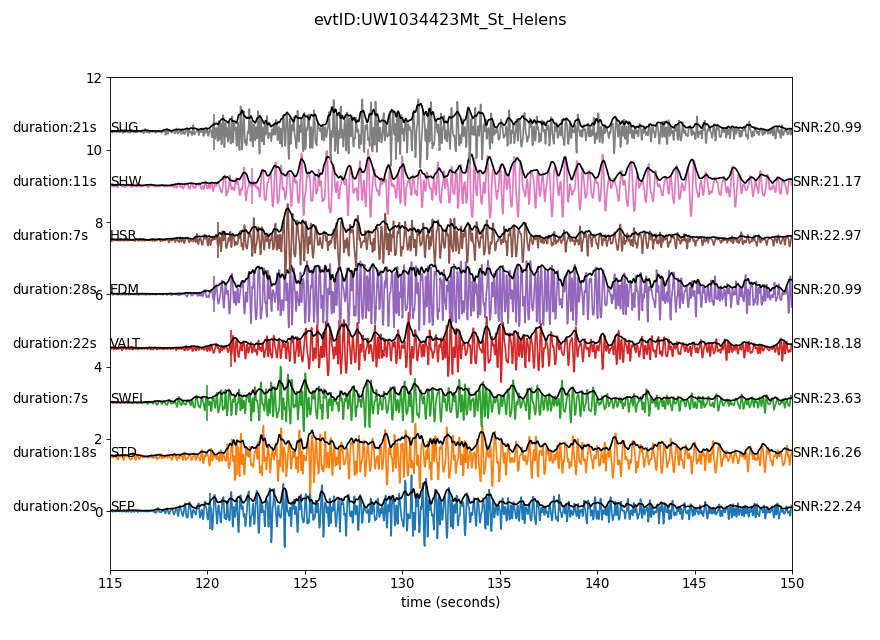 evtID:UW1034423Mt_St_Helens
12
duration:21s SUG SNR:20.99
10
duration:11s SHW SNR:21.17
8
duration:7s HSR SNR:22.97
duration:28s EDM SNR:20.99
6
duration:22s VALT SNR:18.18
4
duration:7s SWFL SNR:23.63
2
duration:18s STD SNR:16.26
duration:20s SEP SNR:22.24
0
115 120 125 130 135 140 145 150
time (seconds)